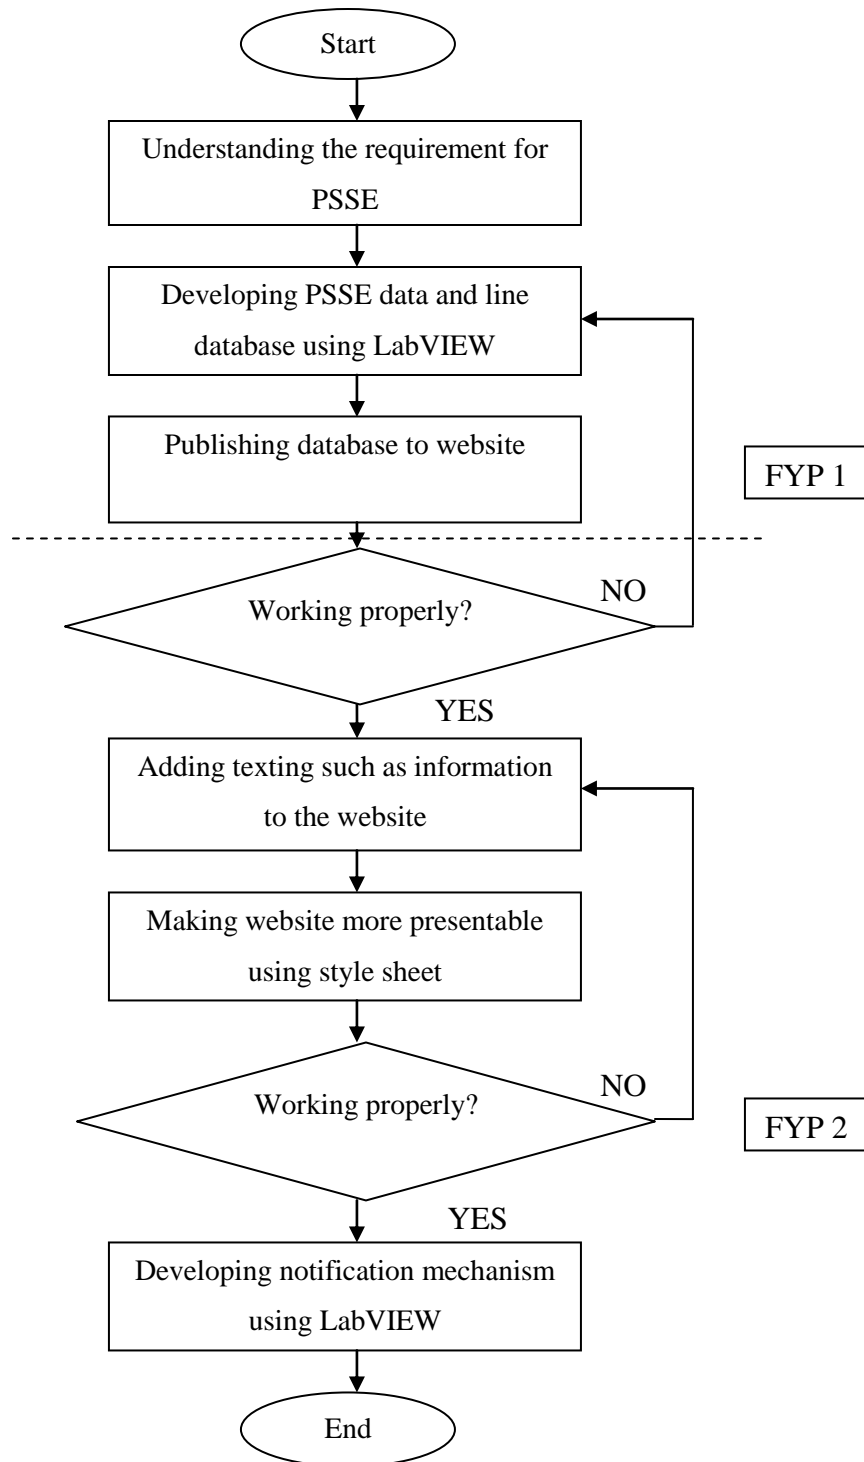 Start
Understanding the requirement for
PSSE
Developing PSSE data and line
database using LabVIEW
Publishing database to website
FYP 1
NO
Working properly?
YES
Adding texting such as information
to the website
Making website more presentable
using style sheet
NO
Working properly?
FYP 2
YES
Developing notification mechanism
using LabVIEW
End